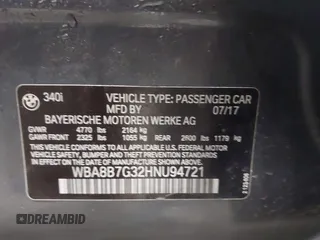 340i VEHICLE TYPE: PASSENGER CAR
MFD BY 07/17
BAYERISCHE MOTOREN WERKE AG
GVWR 4770 lbs 2164 kg
GAWR FRONT 2325 lbs 1055 kg REAR 2600 lbs 1179 kg
THIS VEHICLE CONFORMS TO ALL APPLICABLE
FEDERAL MOTOR VEHICLE SAFETY, BUMPER
AND THEFT PREVENTION STANDARDS IN
EFFECT ON THE DATE OF MANUFACTURE
SHOWN ABOVE.
WBA8B7G32HNU94721
DREAMBID